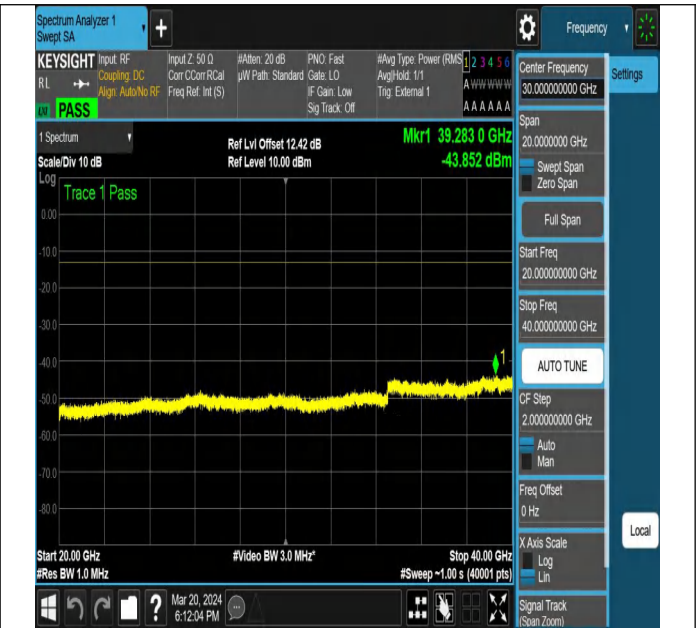 Spectrum Analyzer 1
Swept SA
Frequency
KEYSIGHT
RL
PASS
Input: RF
Coupling: DC
Align: Auto/No RF
Input Z: 50 Ω
Corr CCorr RCal
Freq Ref: Int (S)
#Atten: 20 dB
µW Path: Standard
PNO: Fast
Gate: LO
IF Gain: Low
Sig Track: Off
#Avg Type: Power (RMS
Avg|Hold: 1/1
Trig: External 1
1 2 3 4 5 6
A W W W W W
A A A A A A
1 Spectrum
Scale/Div 10 dB
Ref Lvl Offset 12.42 dB
Ref Level 10.00 dBm
Mkr1 39.283 0 GHz
-43.852 dBm
Log
Trace 1 Pass
0.00
-10.0
-20.0
-30.0
-40.0
-50.0
-60.0
-70.0
-80.0
1
Start 20.00 GHz
#Res BW 1.0 MHz
#Video BW 3.0 MHz*
Stop 40.00 GHz
#Sweep ~1.00 s (40001 pts)
?
Mar 20, 2024
6:12:04 PM
Center Frequency
30.000000000 GHz
Span
20.0000000 GHz
Swept Span
Zero Span
Full Span
Start Freq
20.000000000 GHz
Stop Freq
40.000000000 GHz
AUTO TUNE
CF Step
2.000000000 GHz
Auto
Man
Freq Offset
0 Hz
X Axis Scale
Log
Lin
Signal Track
(Span Zoom)
Settings
Local